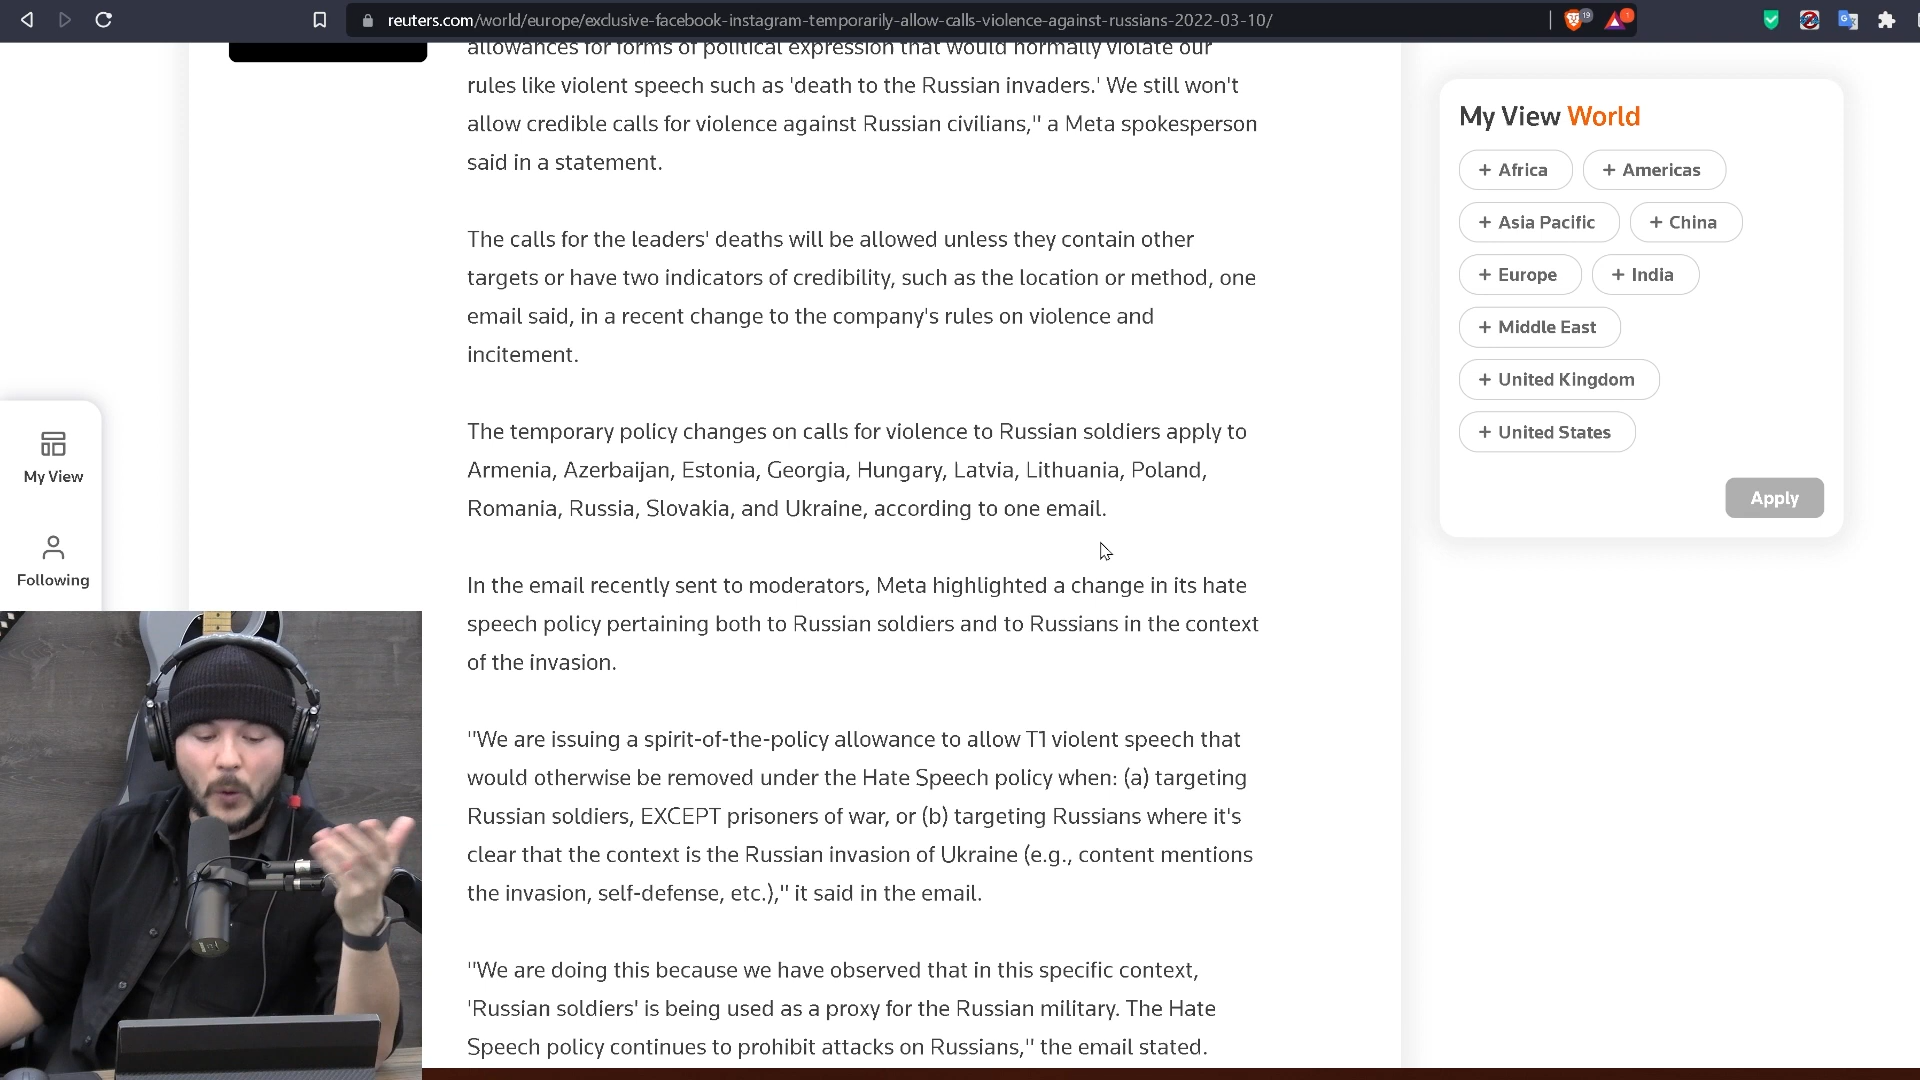 reuters.com/world/europe/exclusive-facebook-instagram-temporarily-allow-calls-violence-against-russians-2022-03-10/
19
1
allowances for forms of political expression that would normally violate our
rules like violent speech such as 'death to the Russian invaders.' We still won't
allow credible calls for violence against Russian civilians," a Meta spokesperson
said in a statement.
The calls for the leaders' deaths will be allowed unless they contain other
targets or have two indicators of credibility, such as the location or method, one
email said, in a recent change to the company's rules on violence and
incitement.
The temporary policy changes on calls for violence to Russian soldiers apply to
Armenia, Azerbaijan, Estonia, Georgia, Hungary, Latvia, Lithuania, Poland,
Romania, Russia, Slovakia, and Ukraine, according to one email.
In the email recently sent to moderators, Meta highlighted a change in its hate
speech policy pertaining both to Russian soldiers and to Russians in the context
of the invasion.
"We are issuing a spirit-of-the-policy allowance to allow T1 violent speech that
would otherwise be removed under the Hate Speech policy when: (a) targeting
Russian soldiers, EXCEPT prisoners of war, or (b) targeting Russians where it's
clear that the context is the Russian invasion of Ukraine (e.g., content mentions
the invasion, self-defense, etc.)," it said in the email.
"We are doing this because we have observed that in this specific context,
'Russian soldiers' is being used as a proxy for the Russian military. The Hate
Speech policy continues to prohibit attacks on Russians," the email stated.
My View
Following
My View World
+ Africa
+ Americas
+ Asia Pacific
+ China
+ Europe
+ India
+ Middle East
+ United Kingdom
+ United States
Apply